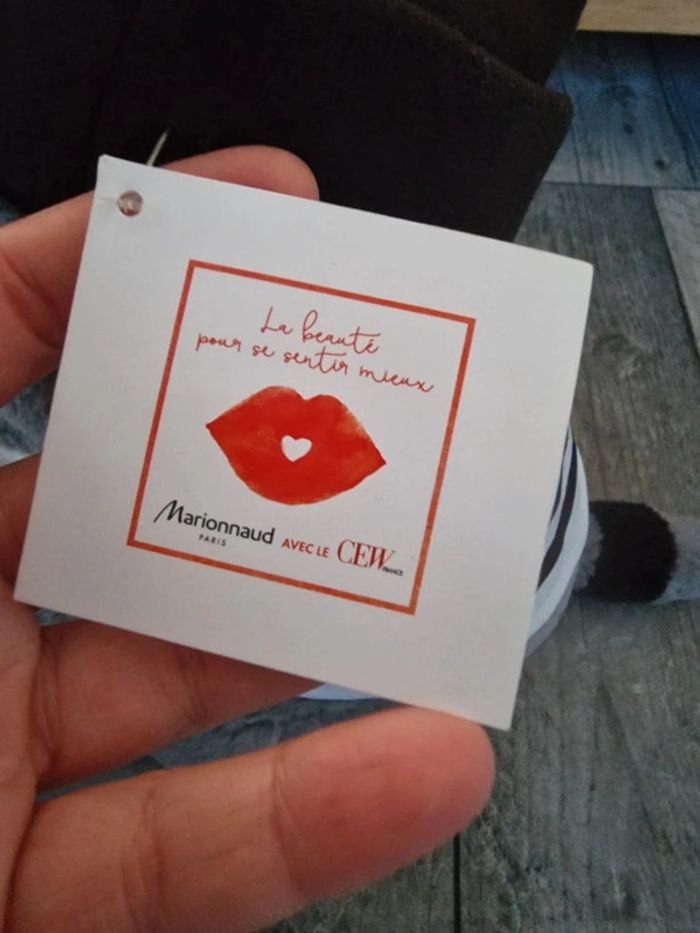 La beauté
pour se sentir mieux
Marionnaud
PARIS
AVEC LE CEW
FRANCE